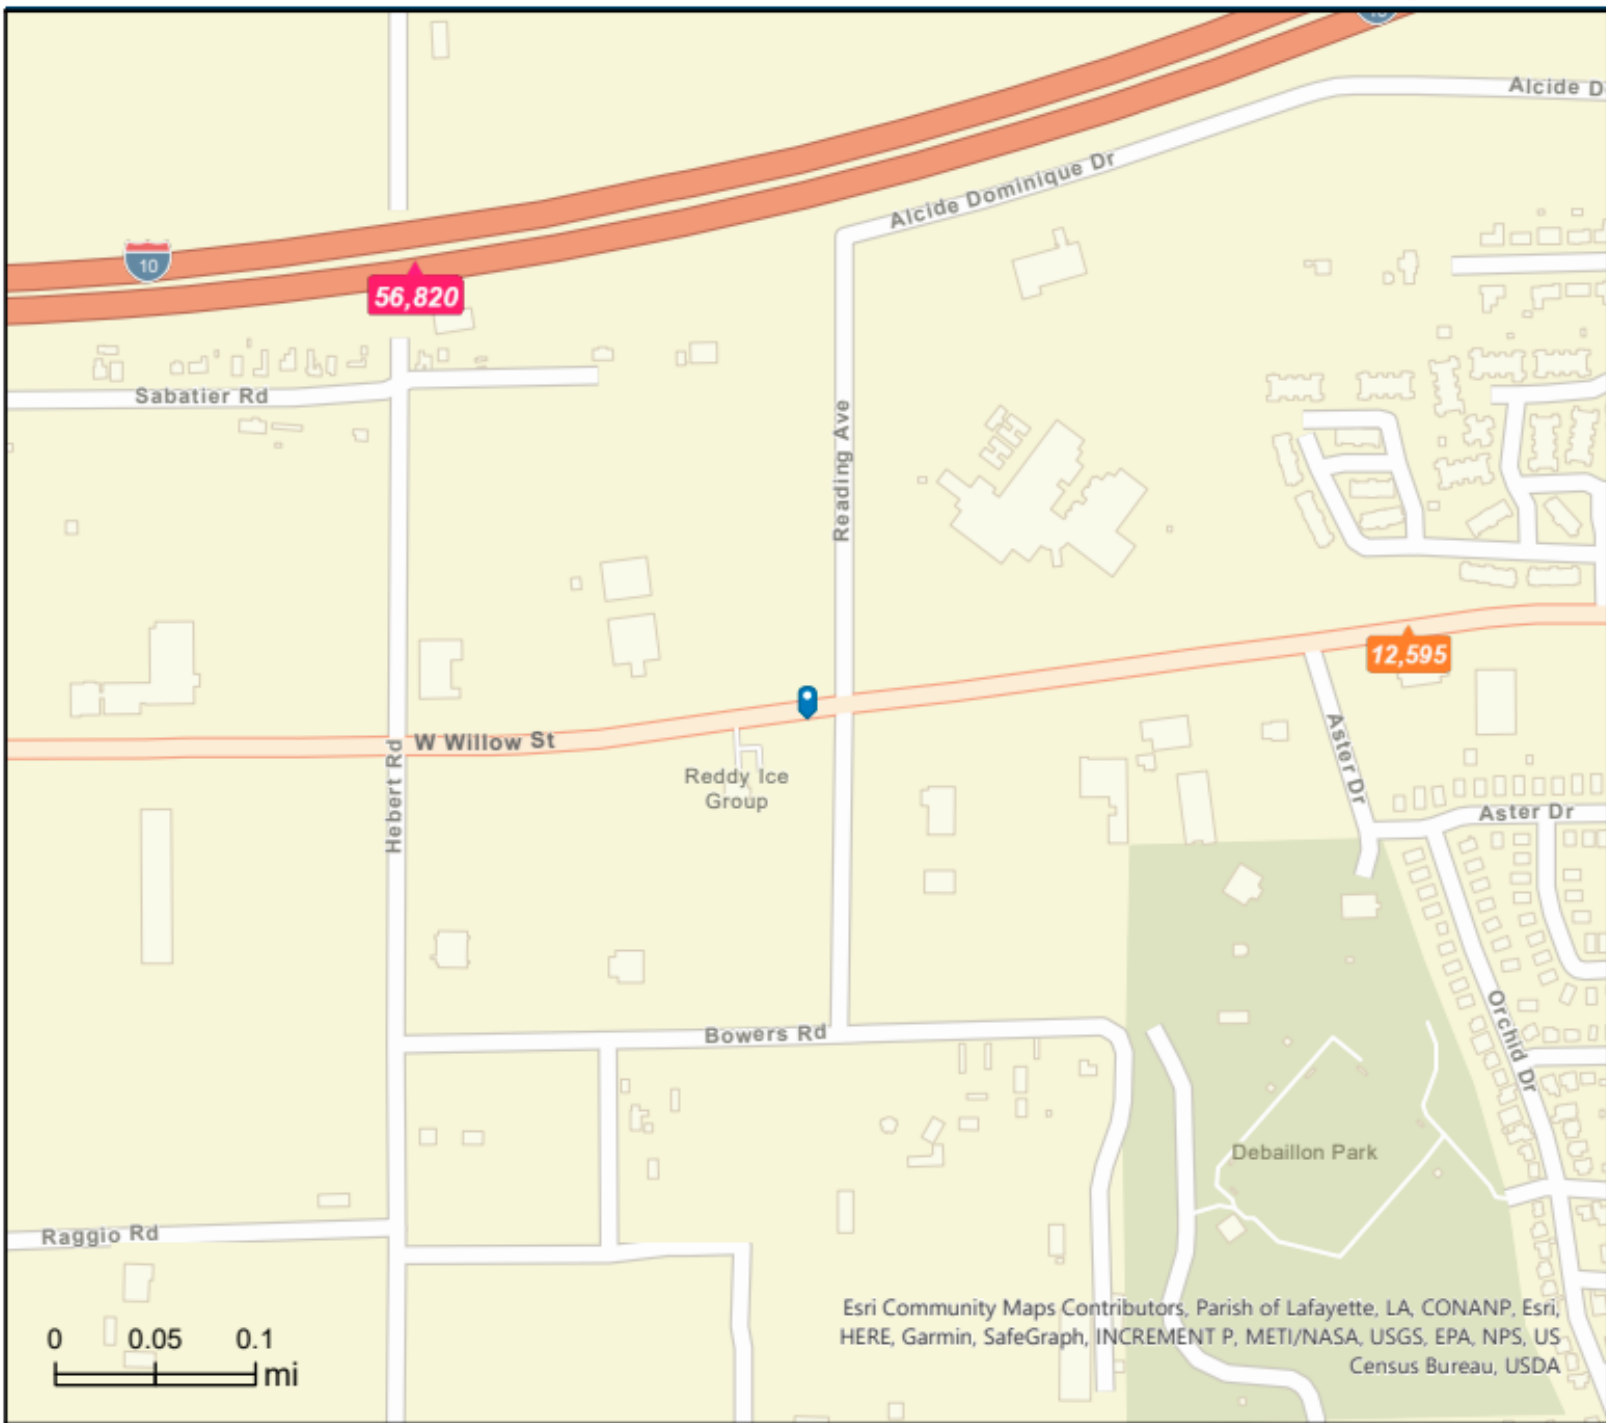 Alcide D
Alcide Dominique Dr
10
56,820
Sabatier Rd
Reading Ave
12,595
W Willow St
Hebert Rd
Reddy Ice
Group
Aster Dr
Aster Dr
Orchid Dr
Bowers Rd
Debaillon Park
Raggio Rd
Esri Community Maps Contributors, Parish of Lafayette, LA, CONANP, Esri,
HERE, Garmin, SafeGraph, INCREMENT P, METI/NASA, USGS, EPA, NPS, US
Census Bureau, USDA
0 0.05 0.1
mi